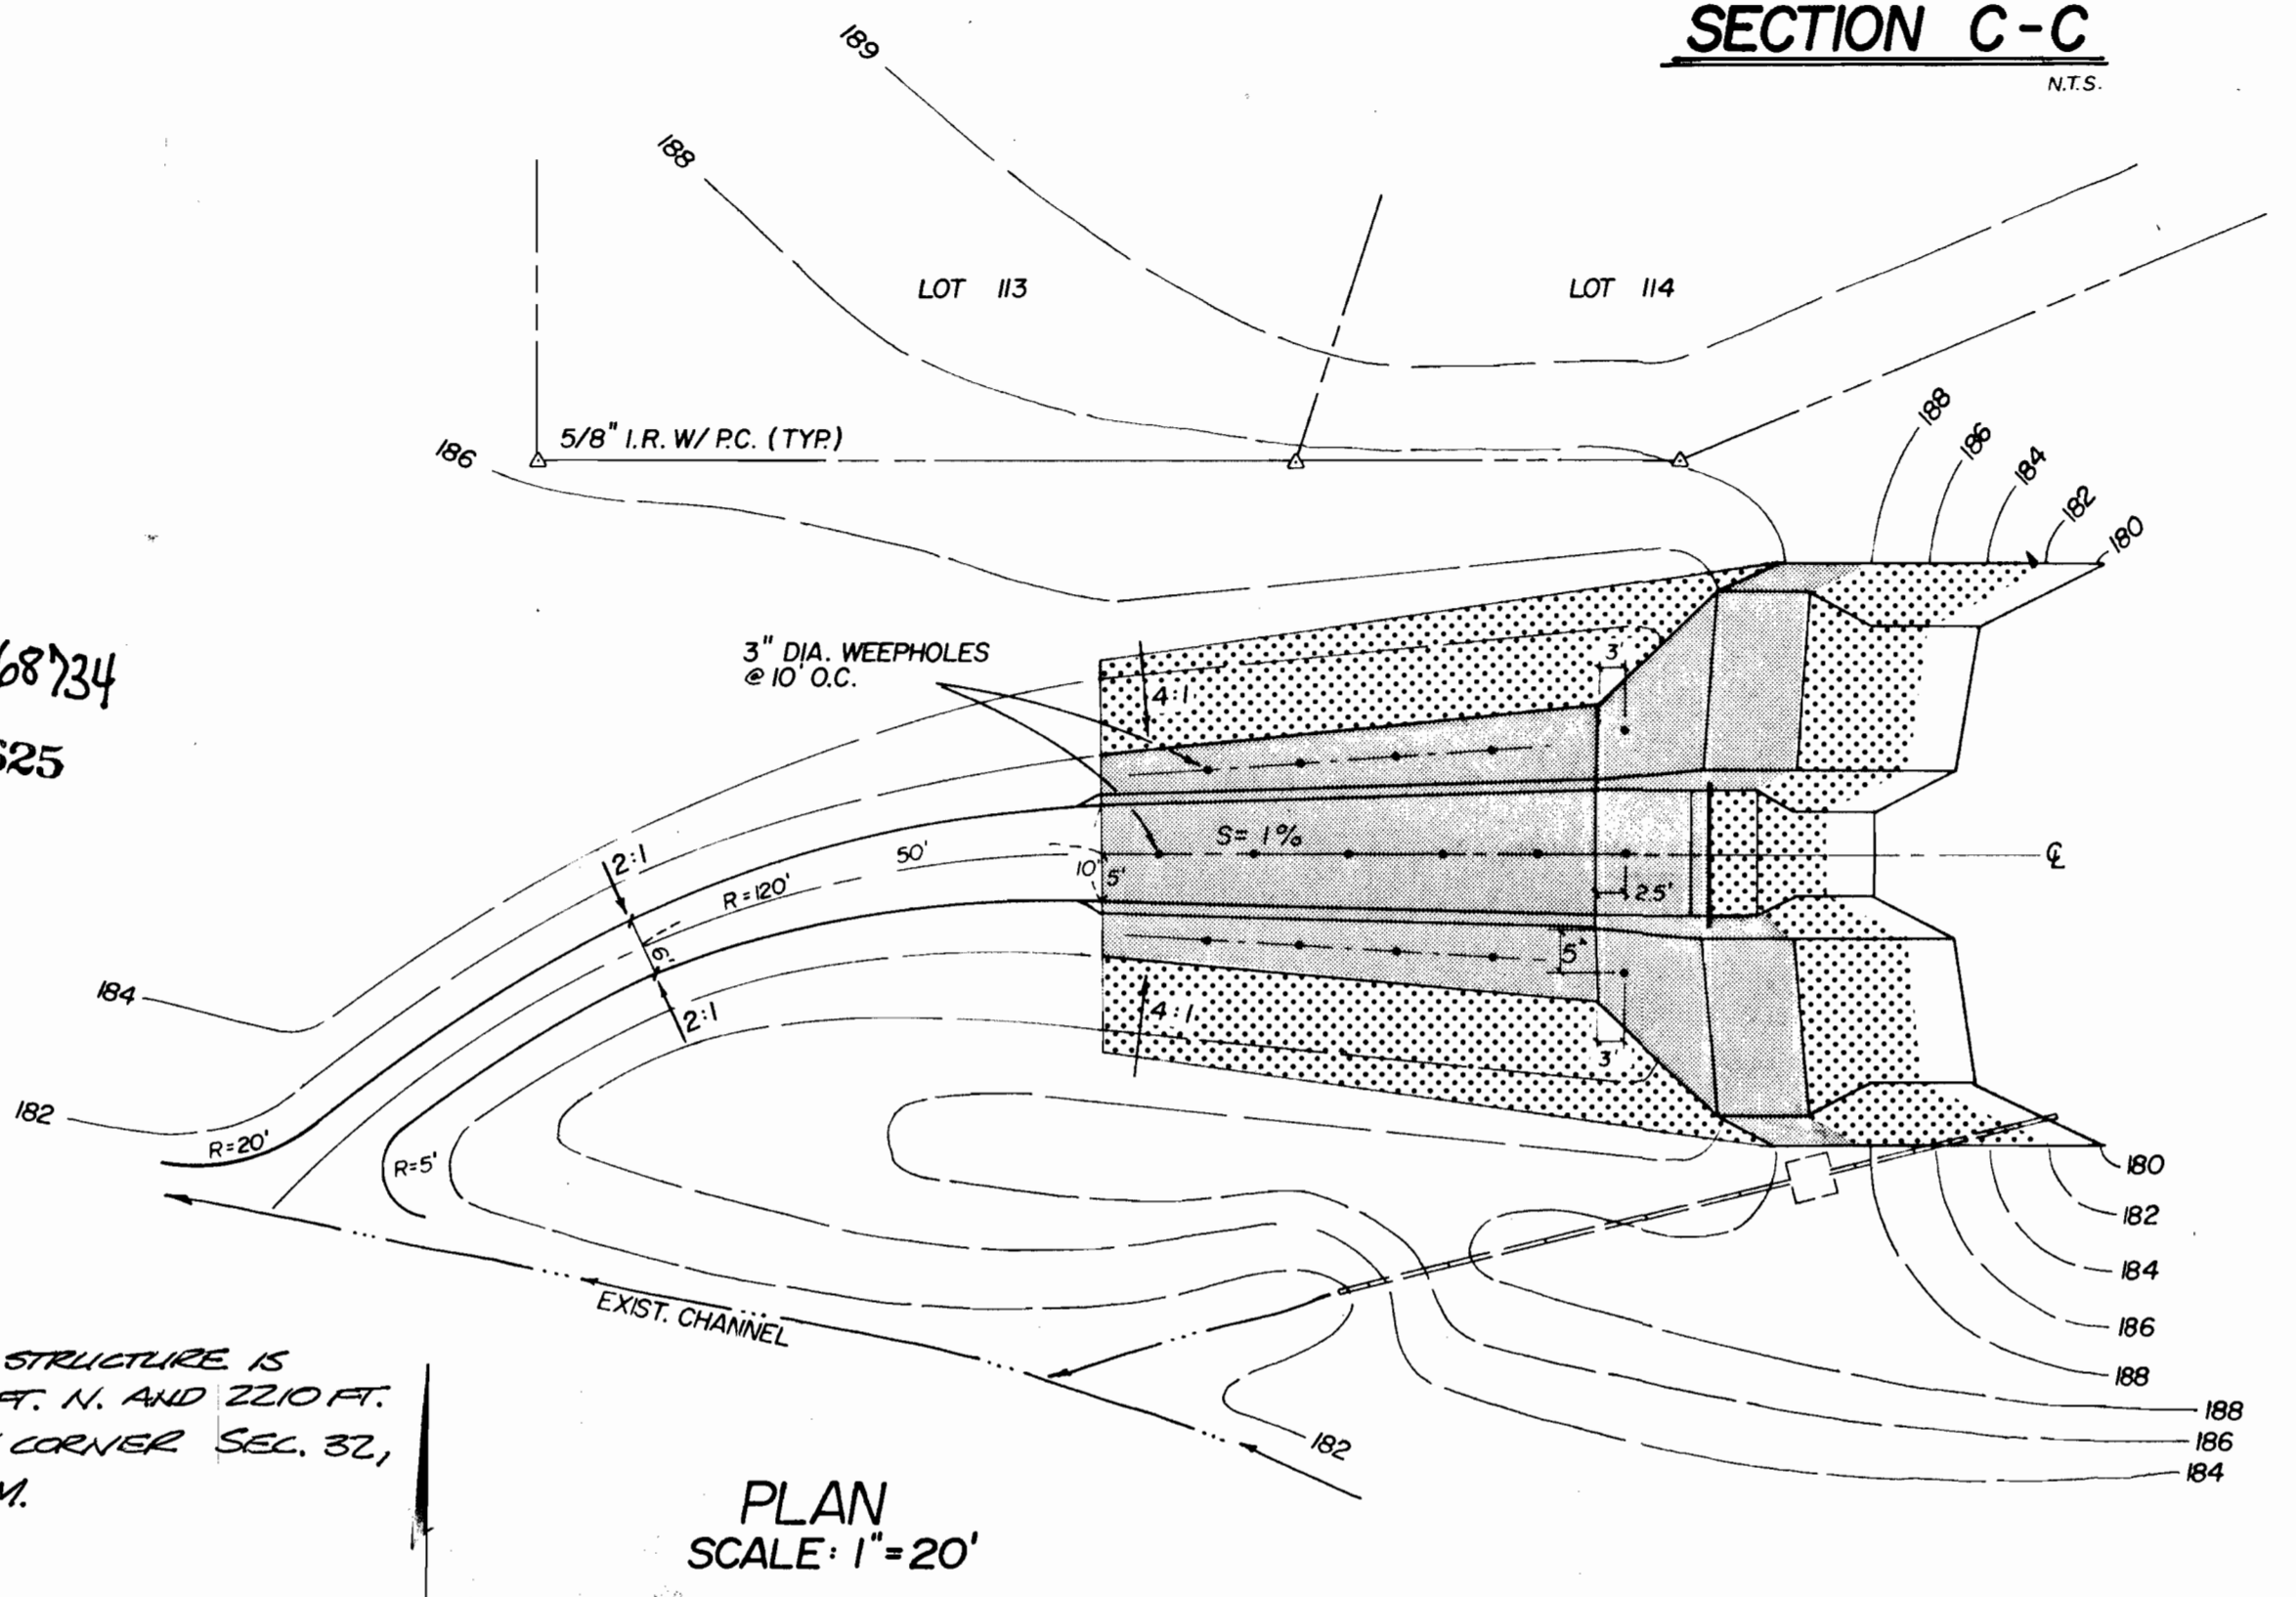 SECTION C-C
N.T.S.
189
188
LOT 113
LOT 114
5/8" I.R. W/ P.C. (TYP.)
186
188
186
184
182
180
3" DIA. WEEPHOLES
@ 10' O.C.
68734
625
3'
4:1
S= 1%
50'
2:1
R=120'
10'
5'
2.5'
℄
6'
5'
184
2:1
4:1
3'
182
R=20'
R=5'
180
182
184
186
188
EXIST. CHANNEL
188
186
184
182
STRUCTURE IS
FT. N. AND 2210 FT.
CORNER SEC. 32,
M.
PLAN
SCALE: 1"=20'